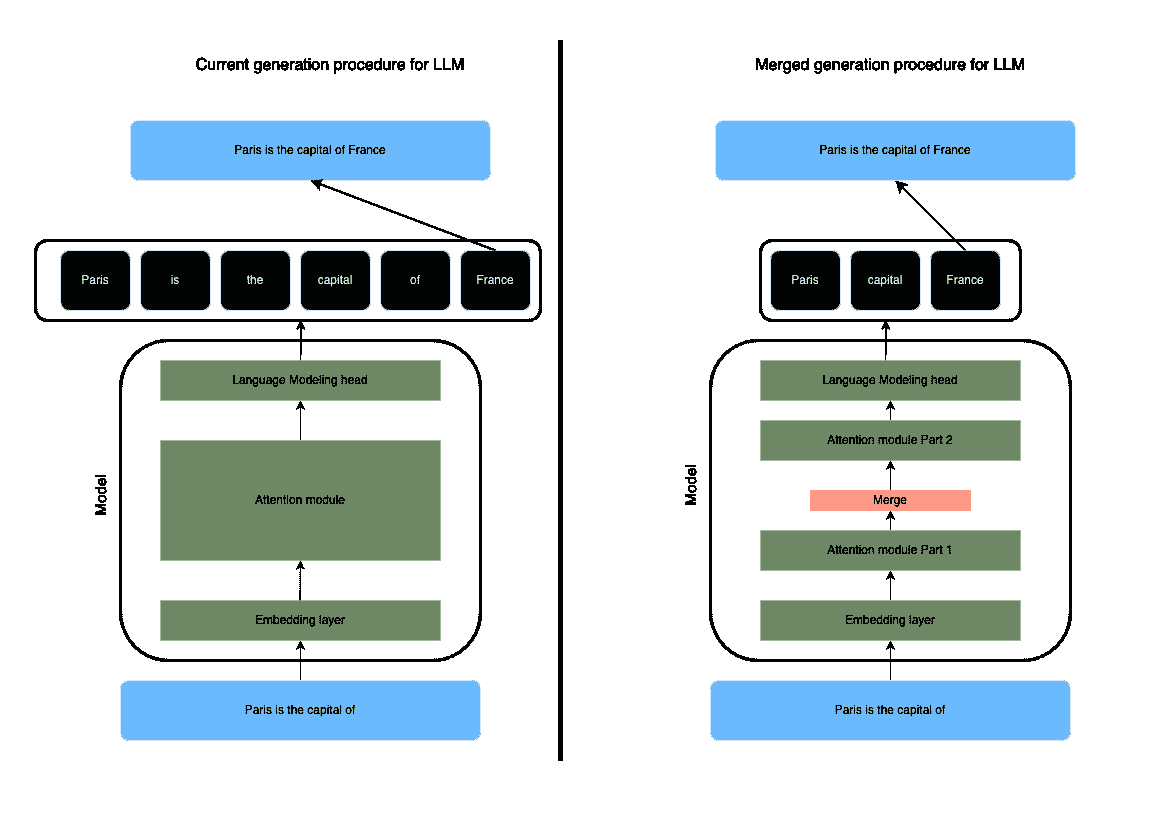 Current generation procedure for LLM
Paris is the capital of France
Paris is the capital of France
Language Modeling head
Attention module
Embedding layer
Model
Paris is the capital of
Merged generation procedure for LLM
Paris is the capital of France
Paris capital France
Language Modeling head
Attention module Part 2
Merge
Attention module Part 1
Embedding layer
Model
Paris is the capital of